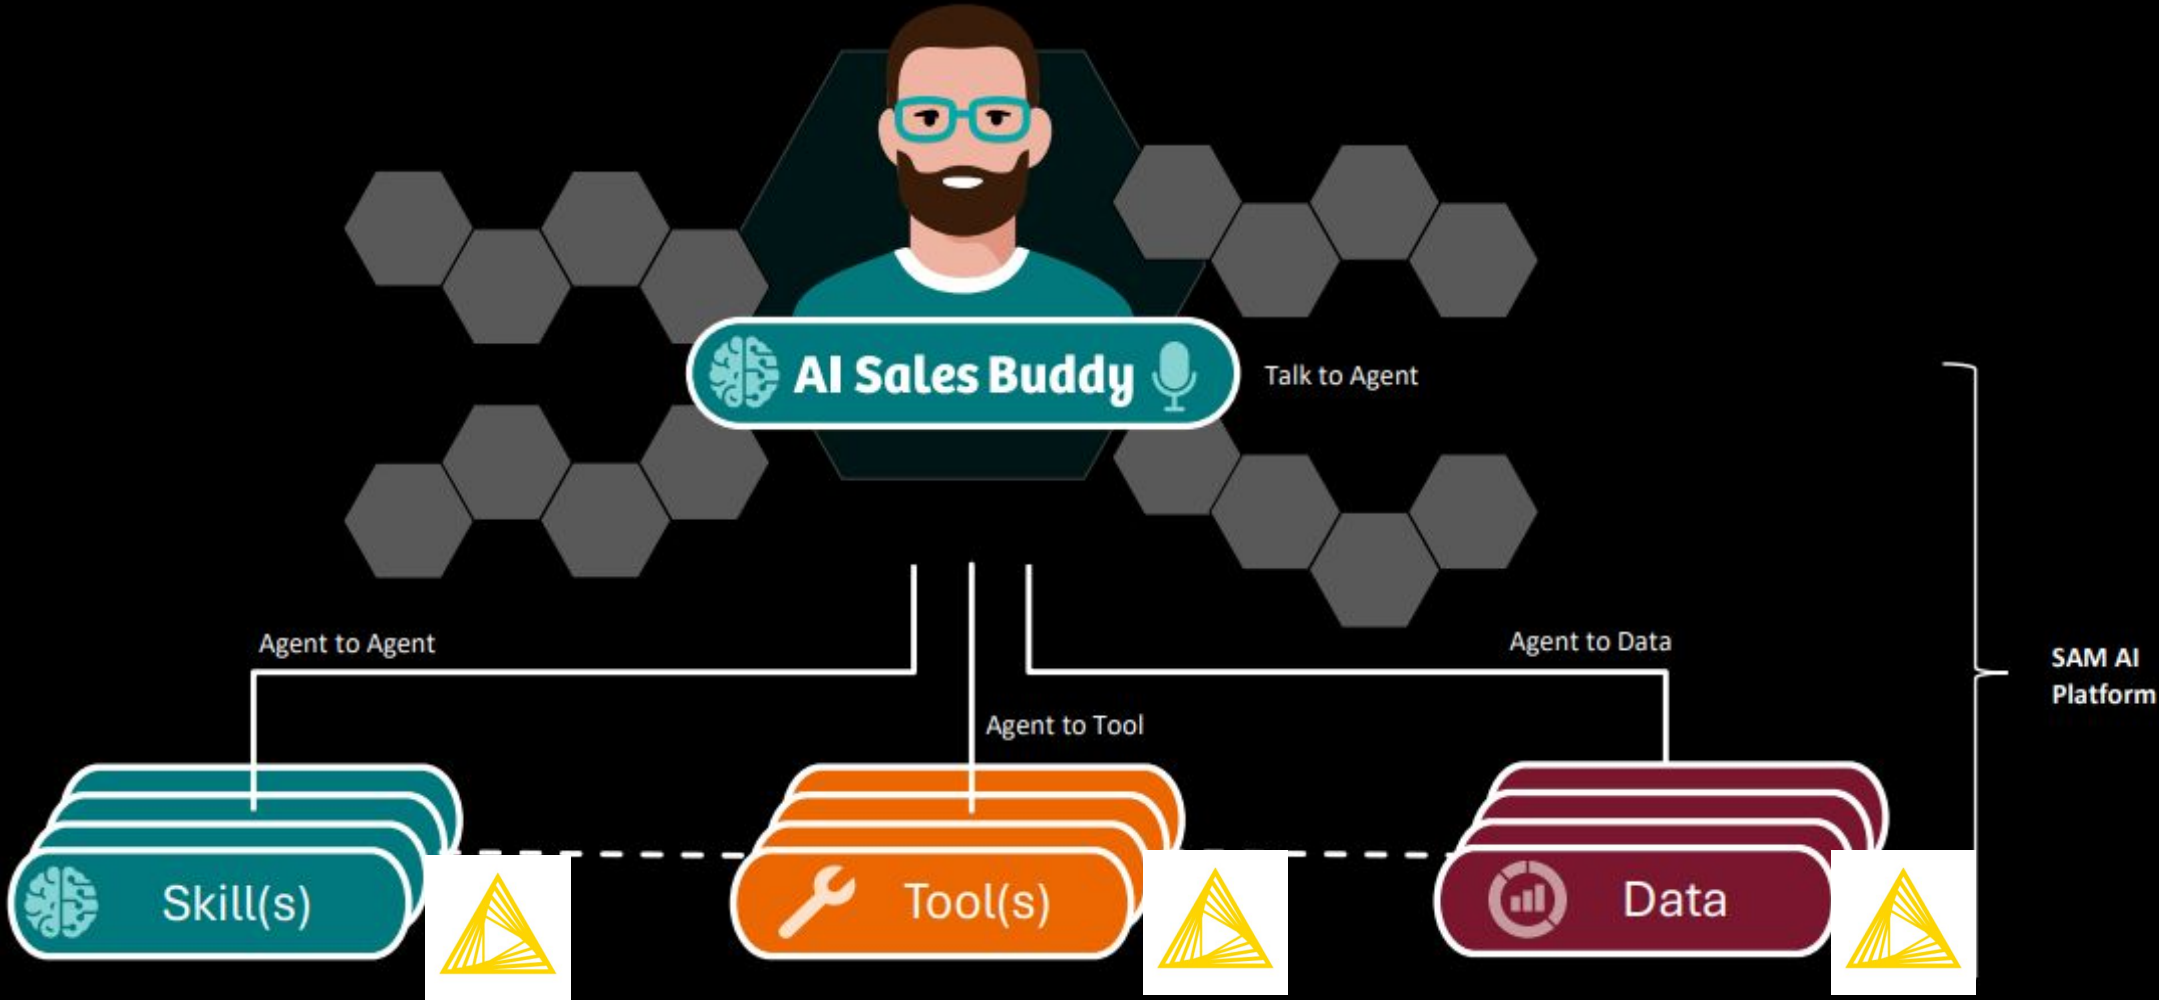 AI Sales Buddy
Talk to Agent
Agent to Agent
Agent to Data
SAM AI
Platform
Agent to Tool
Skill(s)
Tool(s)
Data